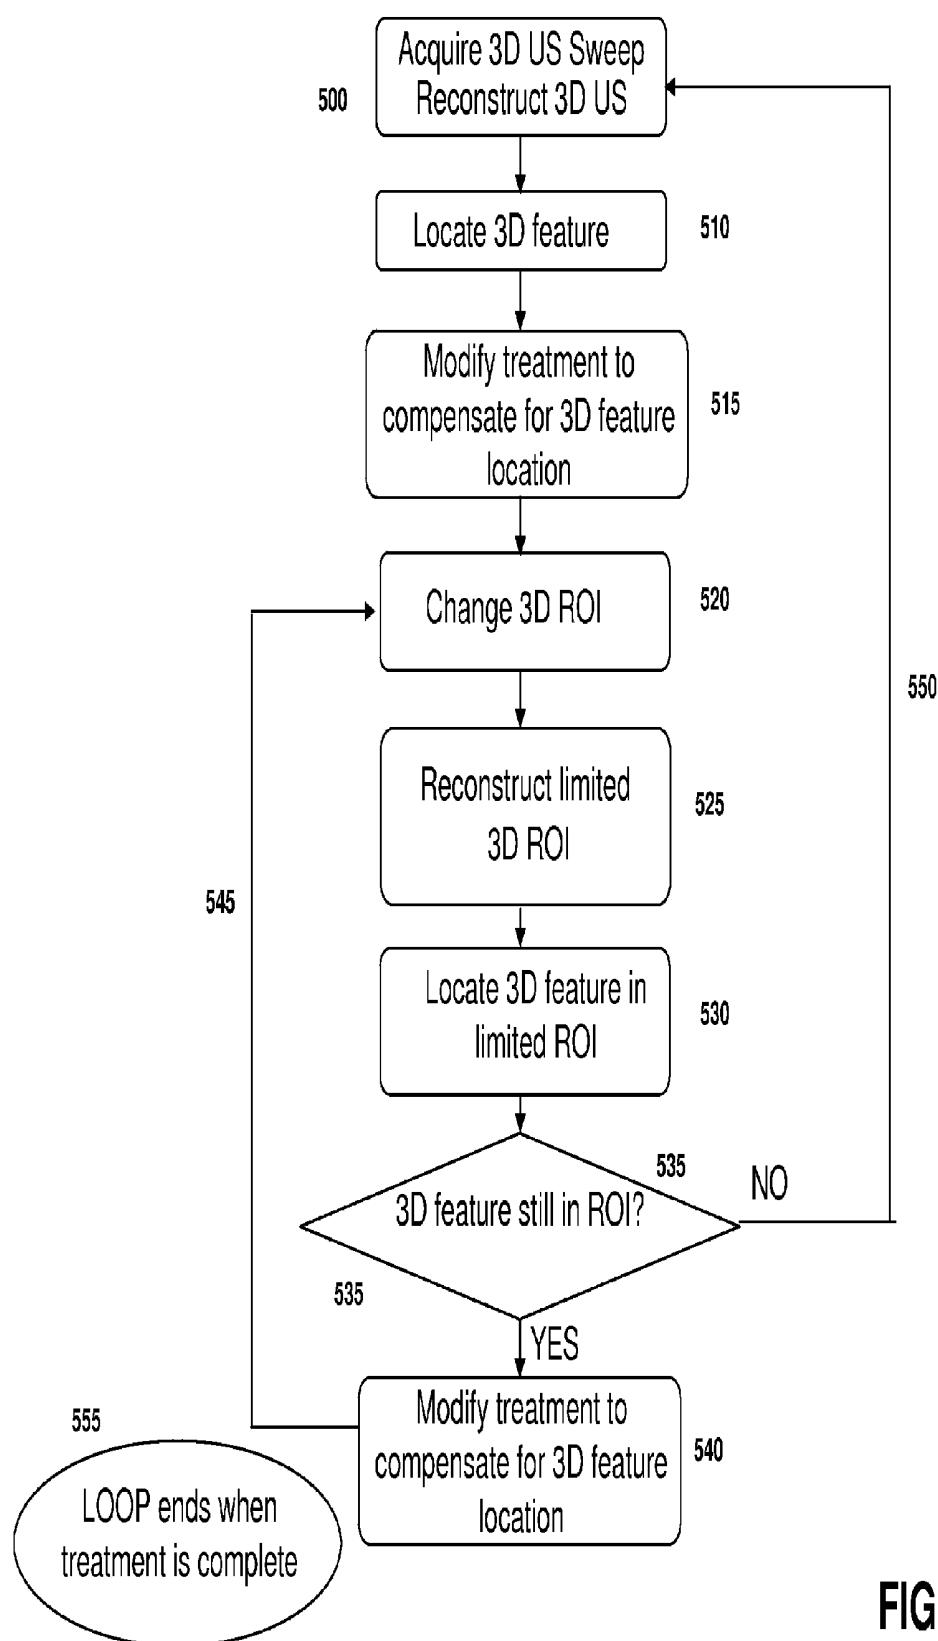 Acquire 3D US Sweep
Reconstruct 3D US
500
Locate 3D feature
510
Modify treatment to
compensate for 3D feature
location
515
Change 3D ROI
520
550
Reconstruct limited
3D ROI
525
545
Locate 3D feature in
limited ROI
530
535
NO
3D feature still in ROI?
535
YES
Modify treatment to
compensate for 3D feature
location
540
555
LOOP ends when
treatment is complete
FIG